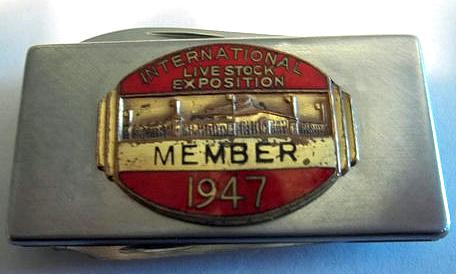 INTERNATIONAL
LIVE STOCK
EXPOSITION
MEMBER
1947